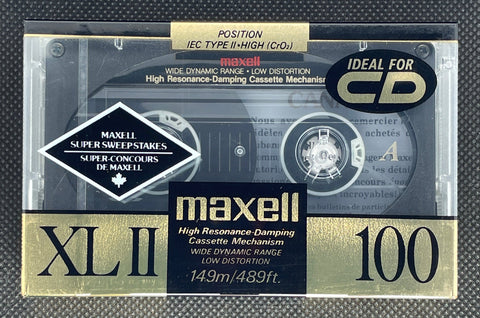 POSITION
IEC TYPE II • HIGH (CrO₂)
maxell
WIDE DYNAMIC RANGE • LOW DISTORTION
High Resonance-Damping Cassette Mechanism
IDEAL FOR
CD
MAXELL
SUPER SWEEPSTAKES
SUPER-CONCOURS
DE MAXELL
A
maxell
High Resonance-Damping
Cassette Mechanism
WIDE DYNAMIC RANGE
LOW DISTORTION
149m/489ft.
XL II
100